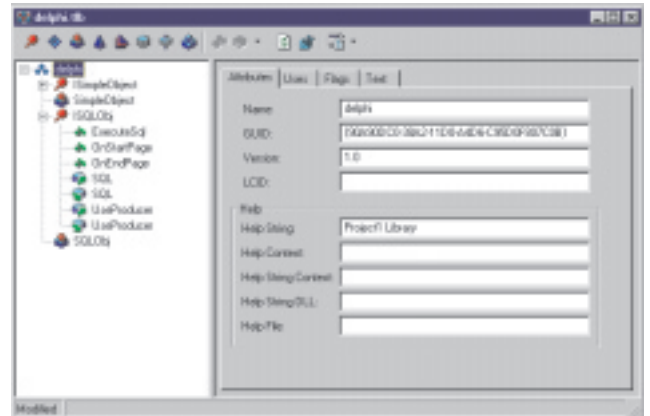 delphi.tlb
delphi
ISimpleObject
SimpleObject
ISQLObj
ExecuteSql
OnStartPage
OnEndPage
SQL
SQL
UseProducer
UseProducer
SQLObj
Attributes Uses Flags Text
Name: delphi
GUID:
Version: 1.0
LCID:
Help
Help String: Project1 Library
Help Context:
Help String Context:
Help String DLL:
Help File:
Modified